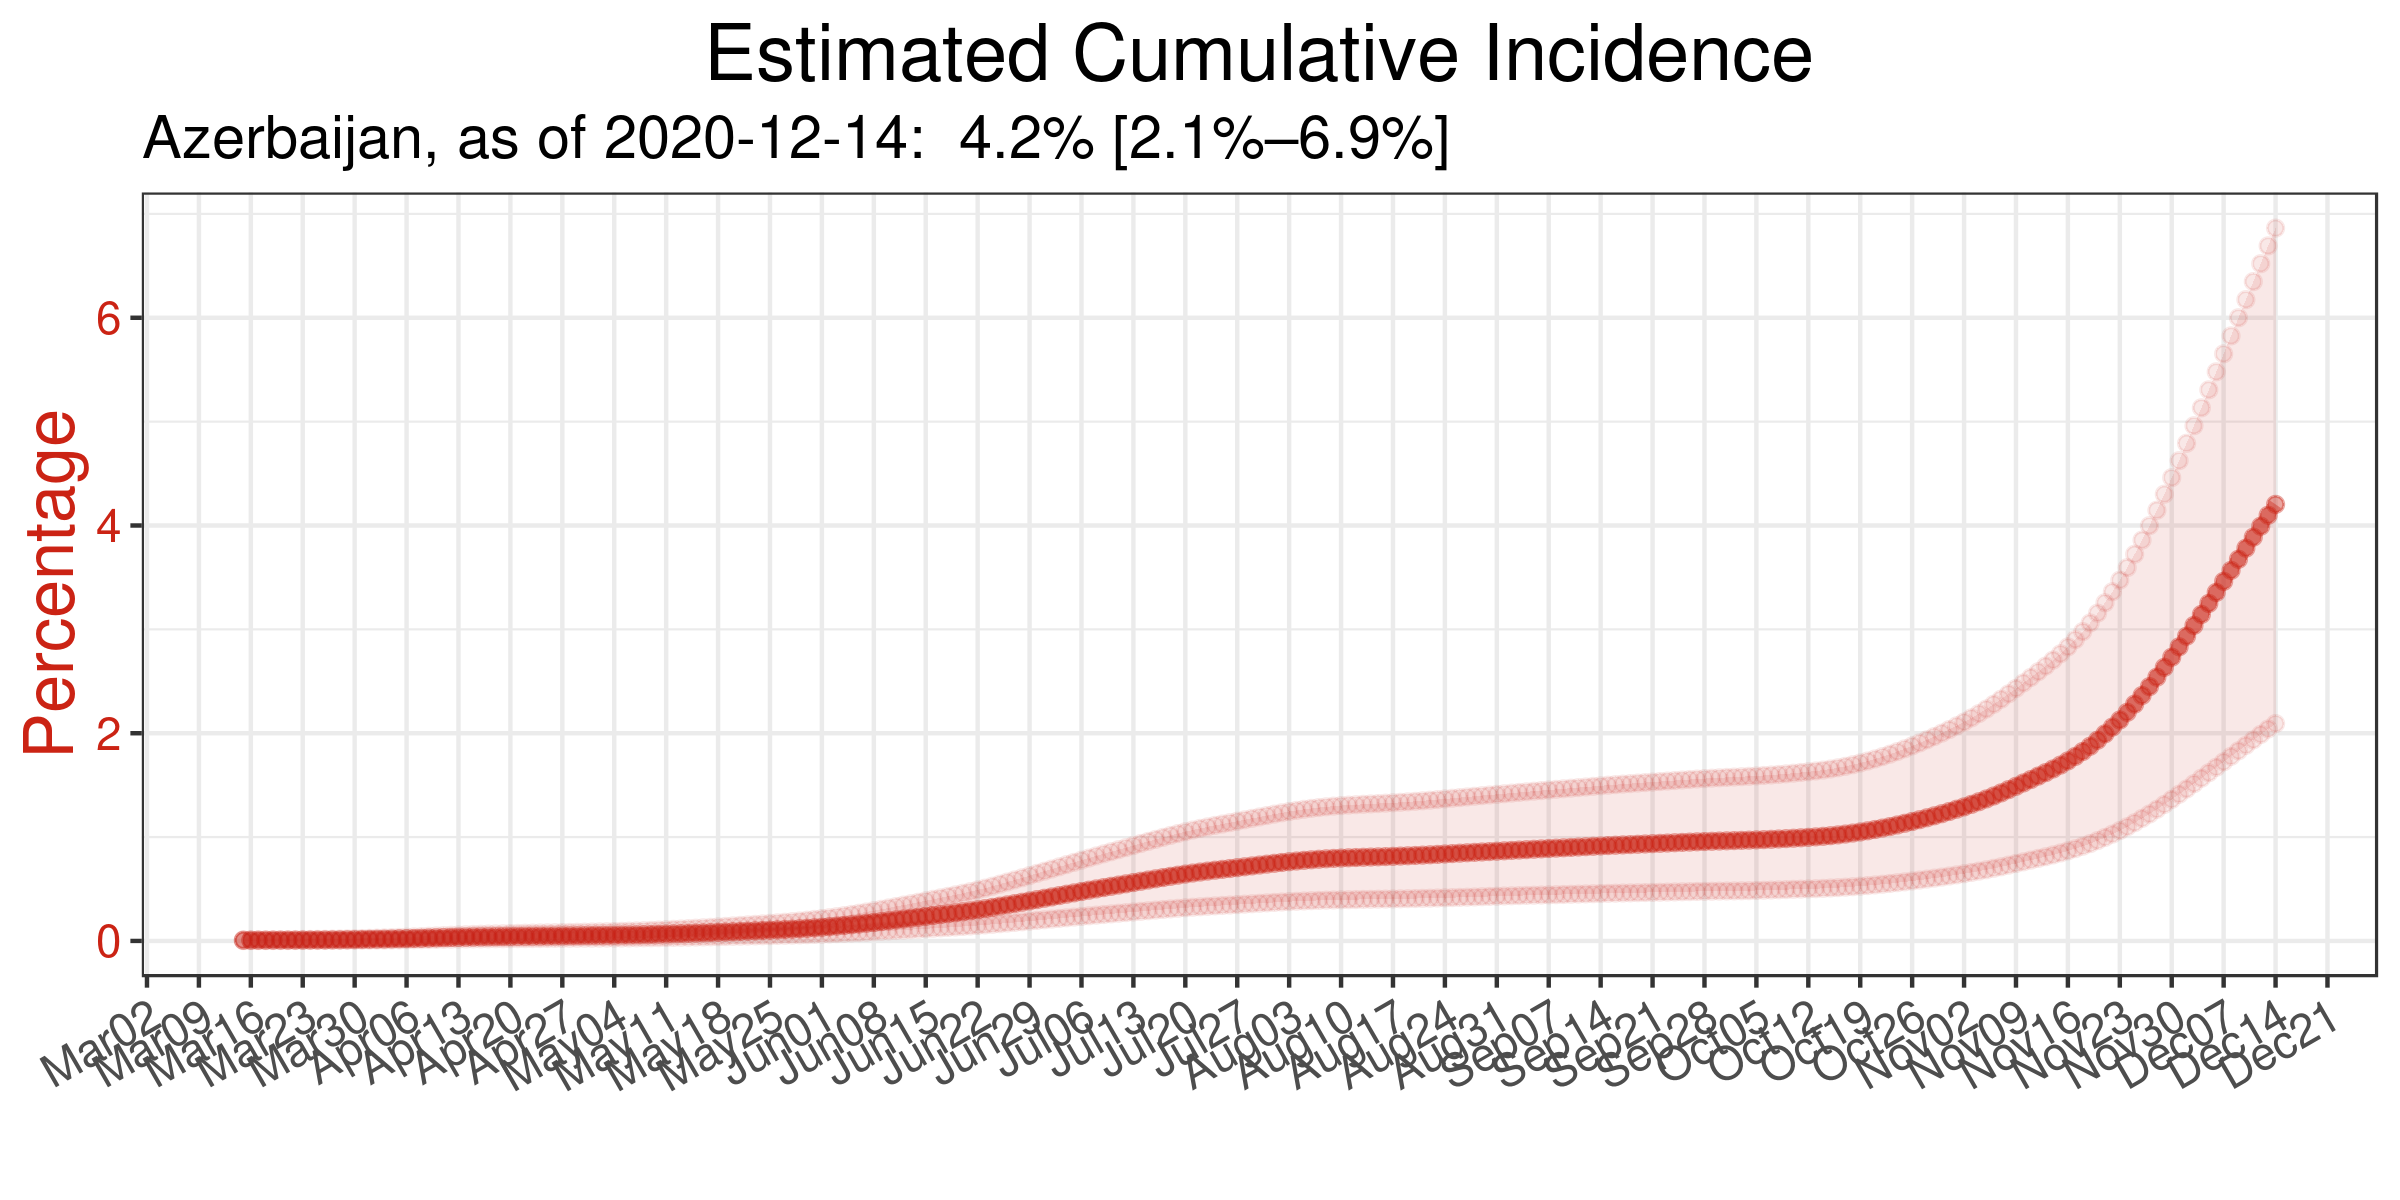 Estimated Cumulative Incidence
Azerbaijan, as of 2020-12-14:  4.2% [2.1%–6.9%]
Percentage
6
4
2
0
Mar02
Mar09
Mar16
Mar23
Mar30
Apr06
Apr13
Apr20
Apr27
May04
May11
May18
May25
Jun01
Jun08
Jun15
Jun22
Jun29
Jul06
Jul13
Jul20
Jul27
Aug03
Aug10
Aug17
Aug24
Aug31
Sep07
Sep14
Sep21
Sep28
Oct05
Oct12
Oct19
Oct26
Nov02
Nov09
Nov16
Nov23
Nov30
Dec07
Dec14
Dec21